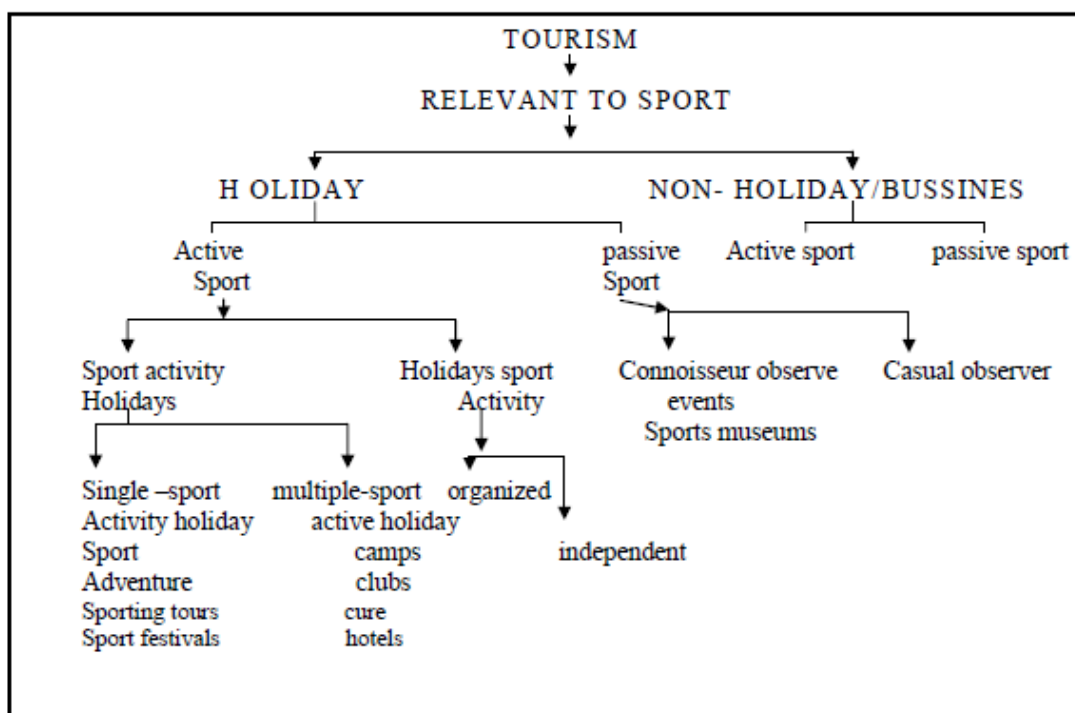 TOURISM
RELEVANT TO SPORT
H OLIDAY NON- HOLIDAY/BUSSINES
Active passive Active sport passive sport
Sport Sport
Sport activity Holidays sport Connoisseur observe Casual observer
Holidays Activity events
Sports museums
Single –sport multiple-sport organized
Activity holiday active holiday
Sport camps independent
Adventure clubs
Sporting tours cure
Sport festivals hotels